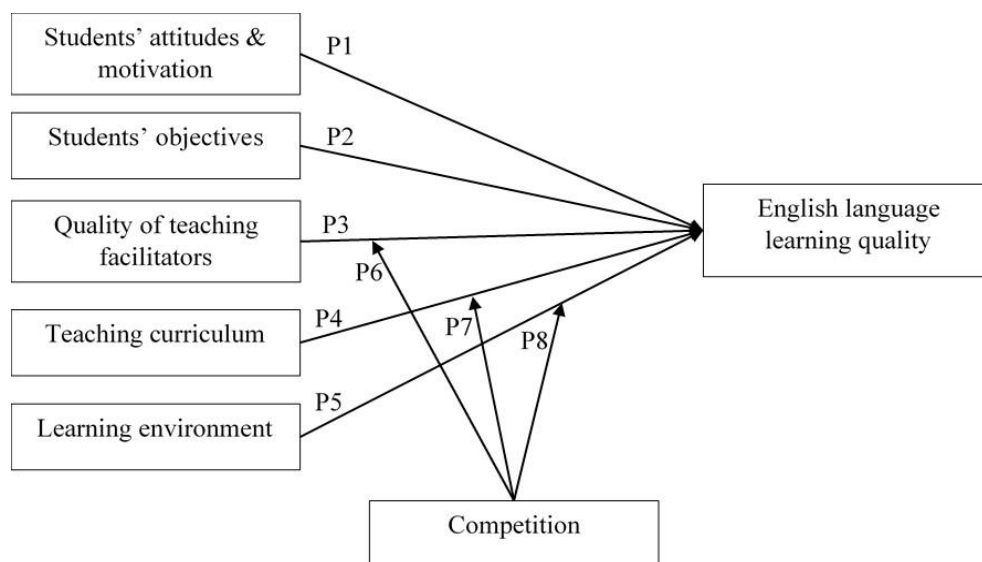 Students’ attitudes &
motivation
P1
Students’ objectives
P2
Quality of teaching
facilitators
P3
English language
learning quality
P6
Teaching curriculum
P4
P7
P8
Learning environment
P5
Competition